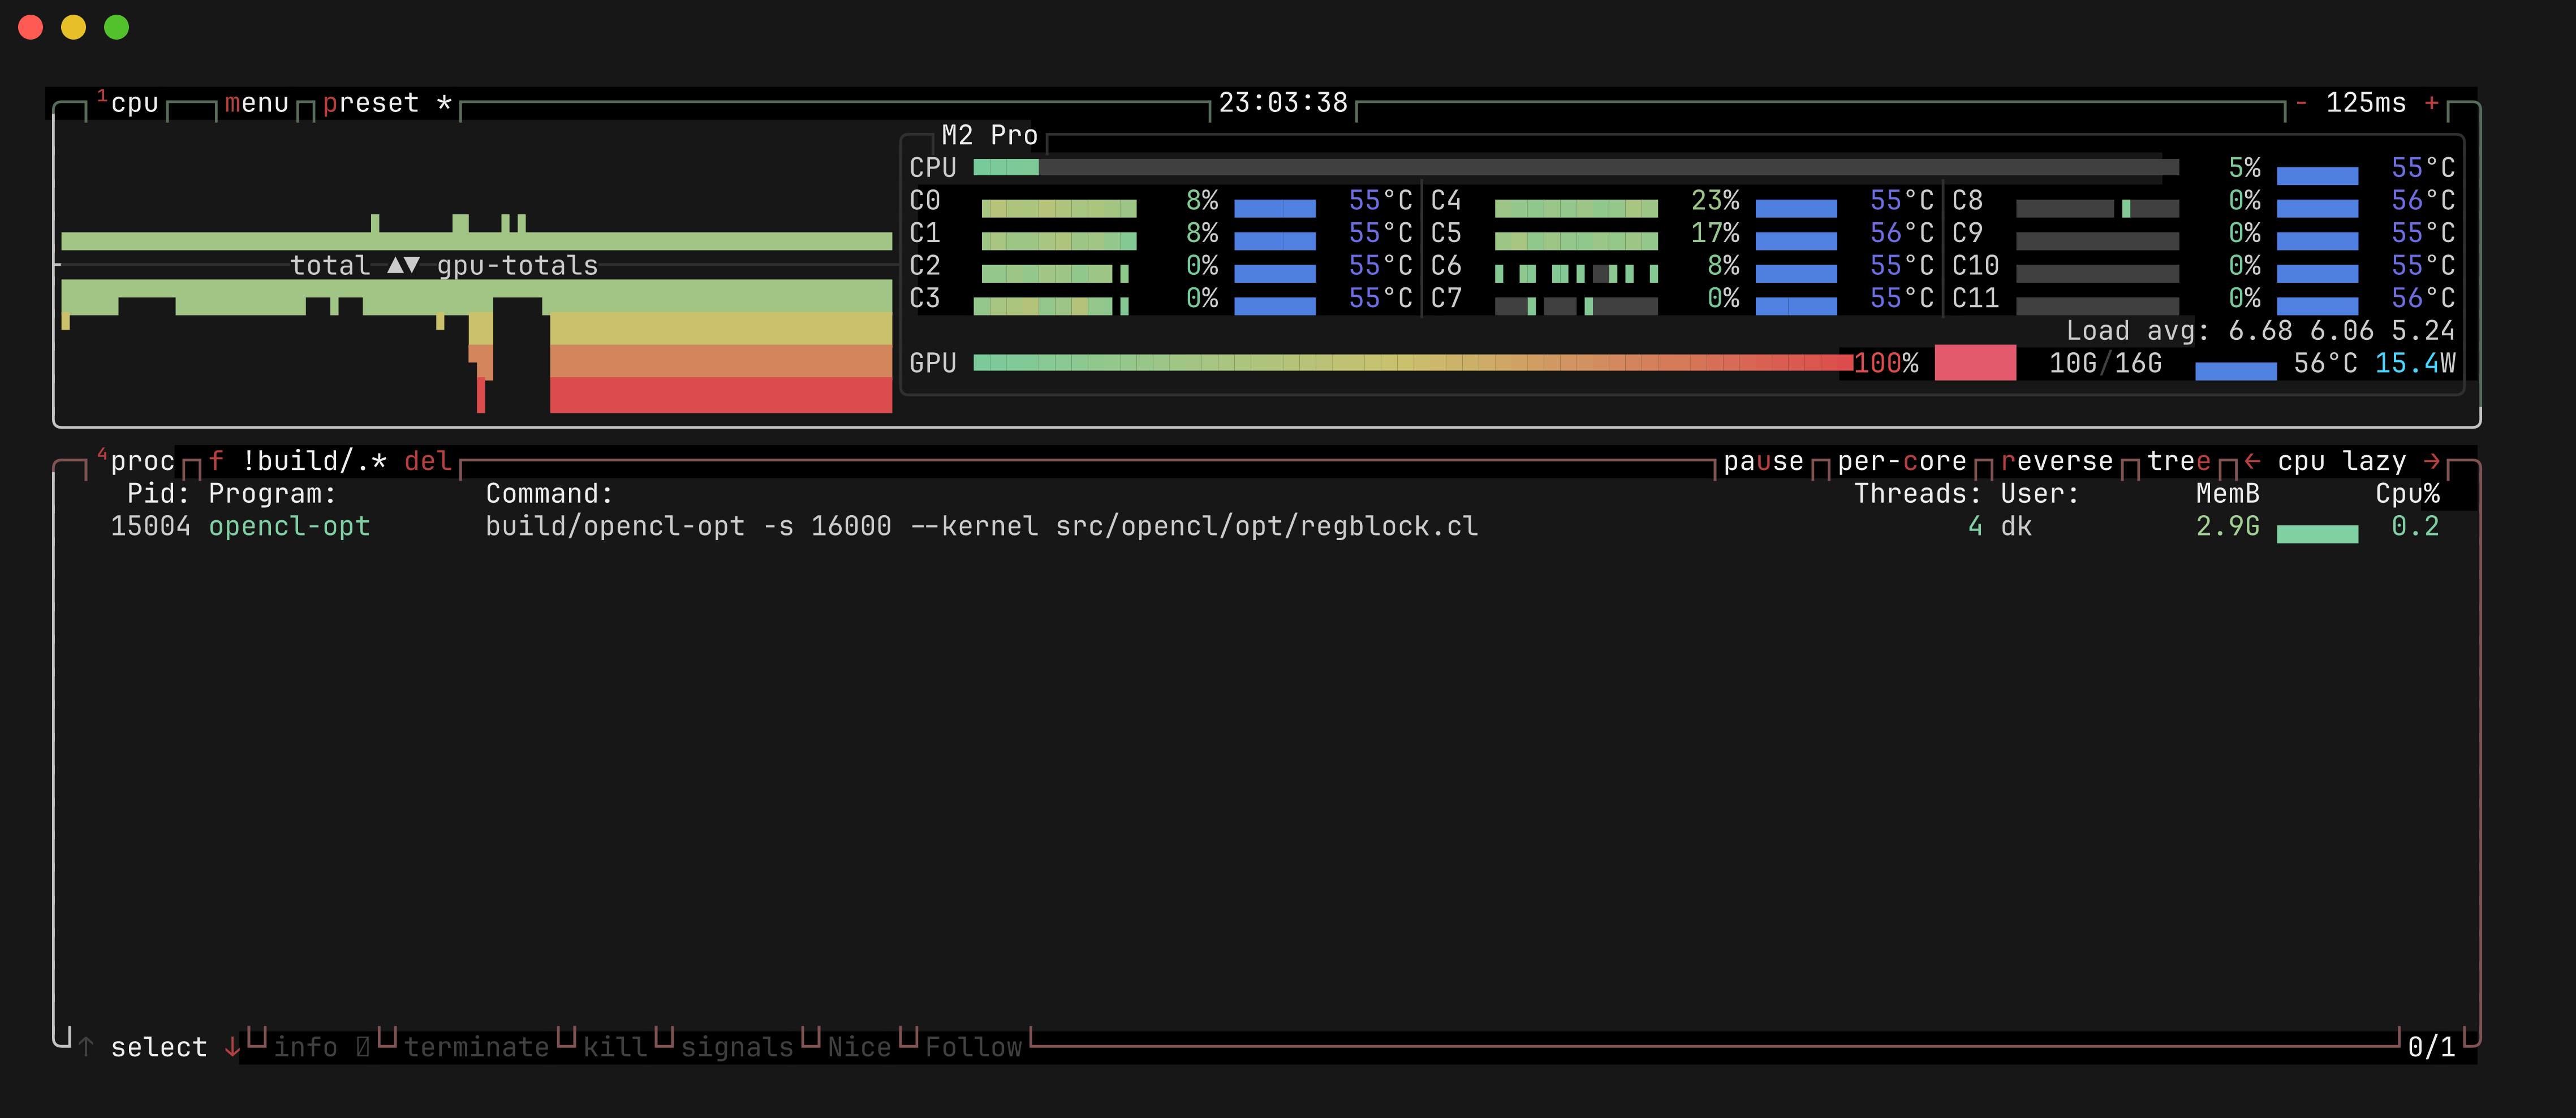 ¹cpu menu preset * 23:03:38 - 125ms +
M2 Pro
CPU 5% 55°C
C0 8% 55°C C4 23% 55°C C8 0% 56°C
C1 8% 55°C C5 17% 56°C C9 0% 55°C
total ▲▼ gpu-totals C2 0% 55°C C6 8% 55°C C10 0% 55°C
C3 0% 55°C C7 0% 55°C C11 0% 56°C
Load avg: 6.68 6.06 5.24
GPU 100% 10G/16G 56°C 15.4W
⁴proc f !build/.* del pause per-core reverse tree ← cpu lazy →
Pid: Program: Command: Threads: User: MemB Cpu%
15004 opencl-opt build/opencl-opt -s 16000 --kernel src/opencl/opt/regblock.cl 4 dk 2.9G 0.2
↑ select ↓ info terminate kill signals Nice Follow 0/1